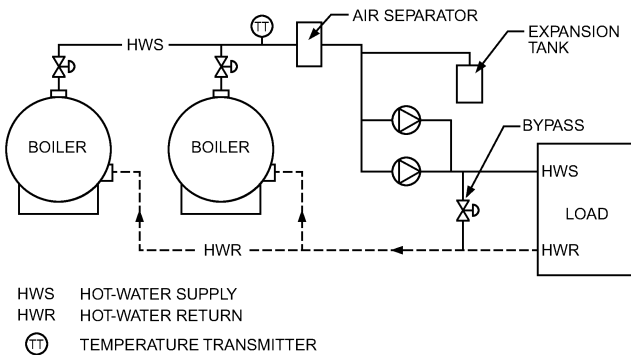 AIR SEPARATOR
TT
HWS
EXPANSION
TANK
BOILER
BOILER
BYPASS
HWS
LOAD
HWR
HWR
HWS HOT-WATER SUPPLY
HWR HOT-WATER RETURN
TT TEMPERATURE TRANSMITTER